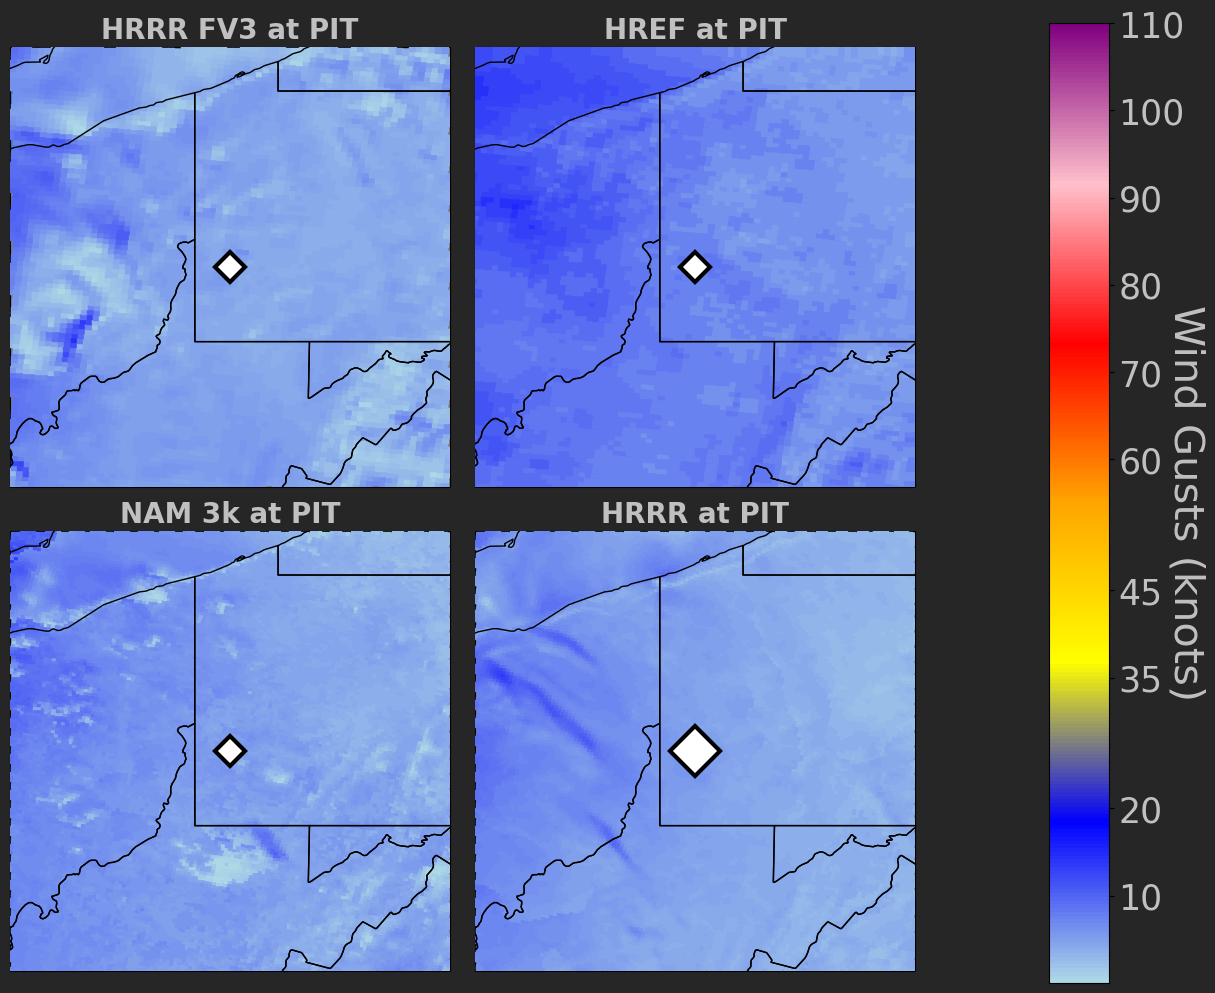 HRRR FV3 at PIT
HREF at PIT
NAM 3k at PIT
HRRR at PIT
110
100
90
80
70
60
45
35
20
10
Wind Gusts (knots)